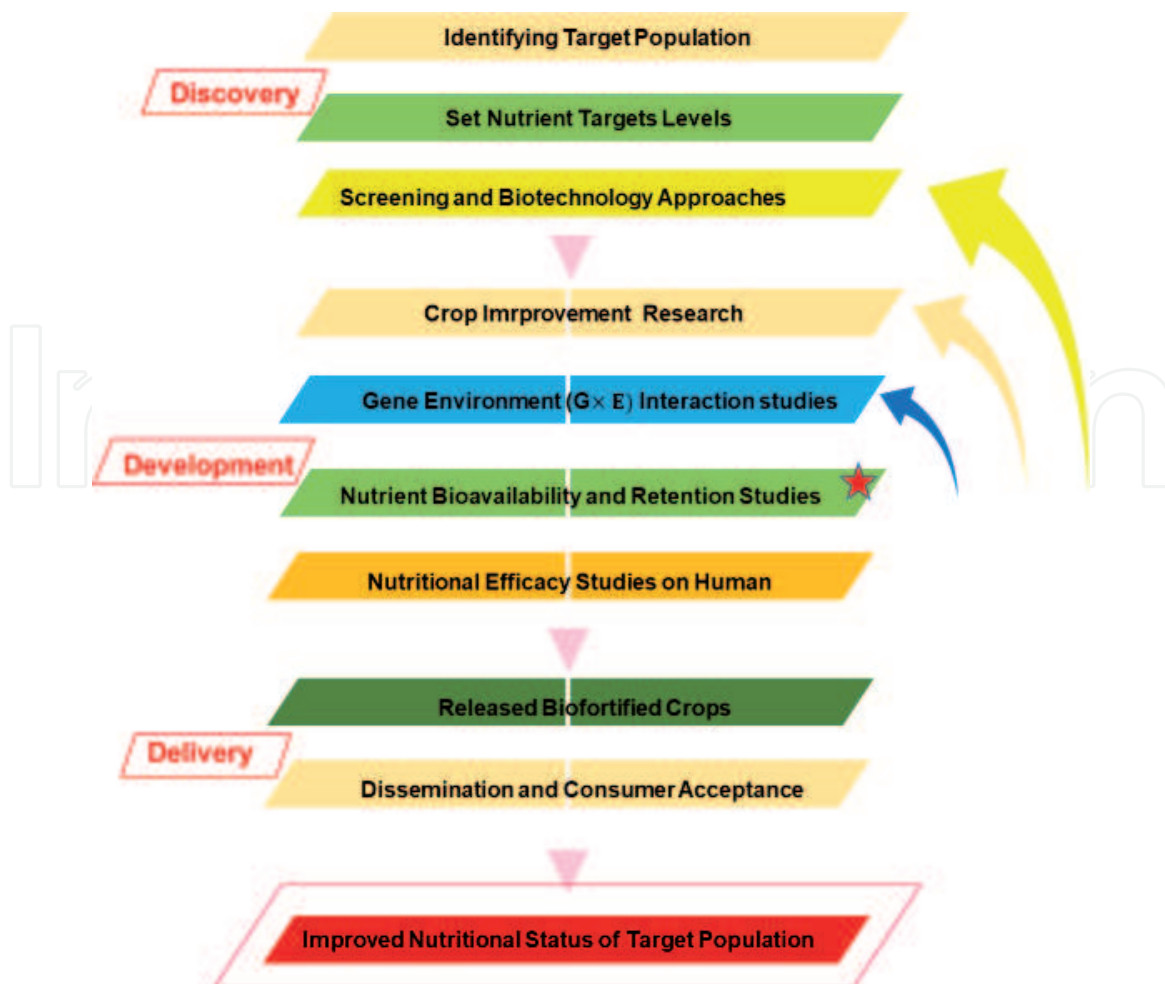 Identifying Target Population
Discovery
Set Nutrient Targets Levels
Screening and Biotechnology Approaches
Crop Imrprovement Research
Gene Environment (G× E) Interaction studies
Development
Nutrient Bioavailability and Retention Studies
Nutritional Efficacy Studies on Human
Released Biofortified Crops
Delivery
Dissemination and Consumer Acceptance
Improved Nutritional Status of Target Population